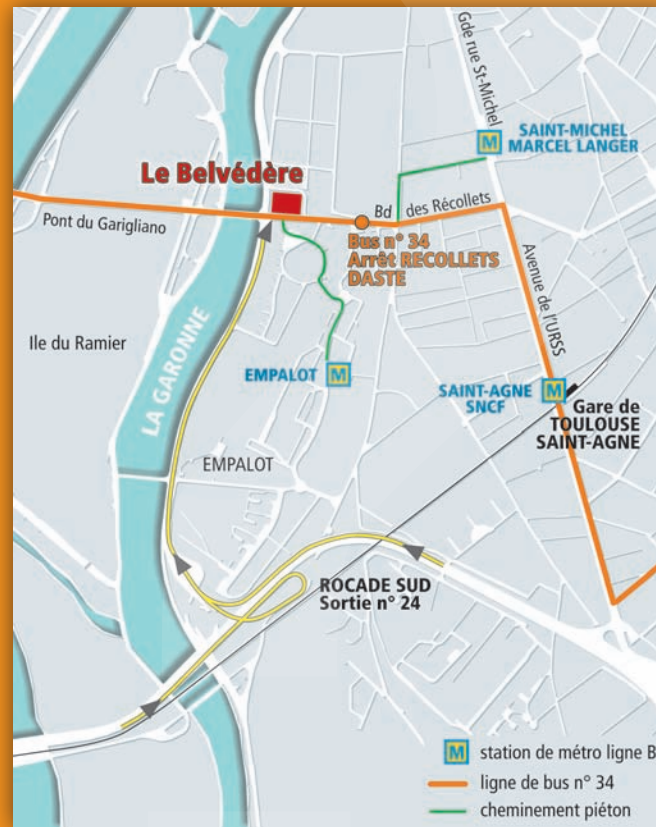 Gde rue St-Michel
SAINT-MICHEL
MARCEL LANGER
Le Belvédère
Bd des Récollets
Pont du Garigliano
Bus n° 34
Arrêt RECOLLETS
DASTE
Avenue de l'URSS
Ile du Ramier
LA GARONNE
EMPALOT
M
SAINT-AGNE
SNCF
M
Gare de
TOULOUSE
SAINT-AGNE
EMPALOT
ROCADE SUD
Sortie n° 24
M station de métro ligne B
ligne de bus n° 34
cheminement piéton
M